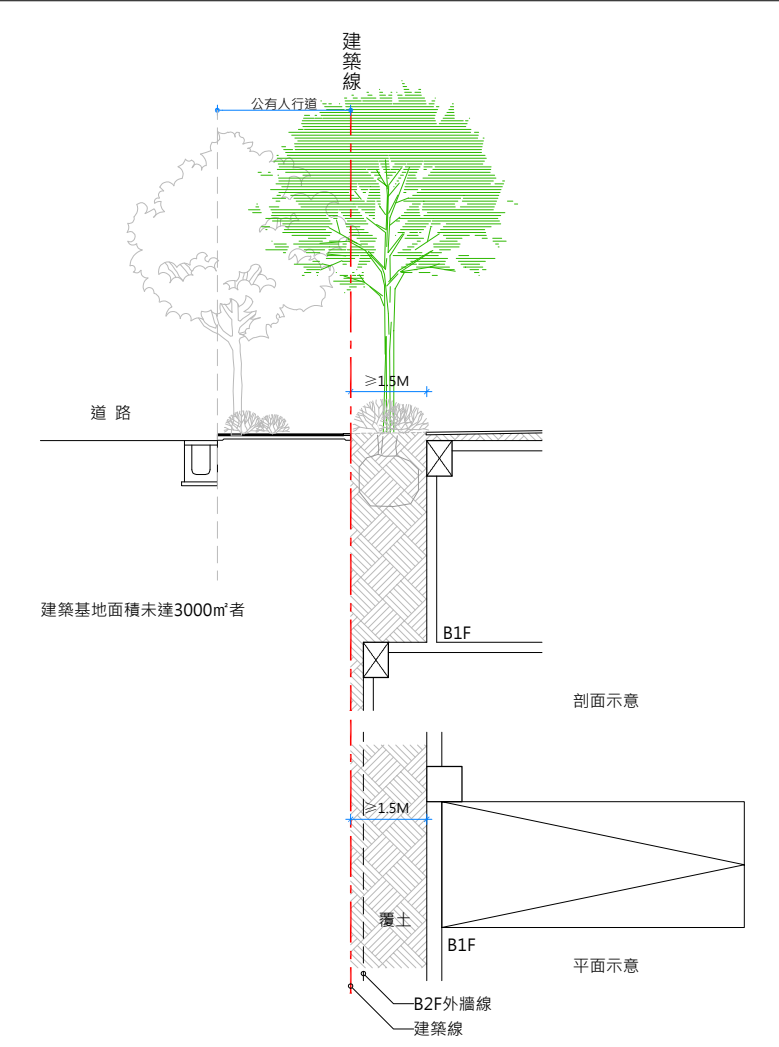 建築線
公有人行道
≥1.5M
道 路
建築基地面積未達3000㎡者
B1F
剖面示意
≥1.5M
覆土
B1F
平面示意
B2F外牆線
建築線